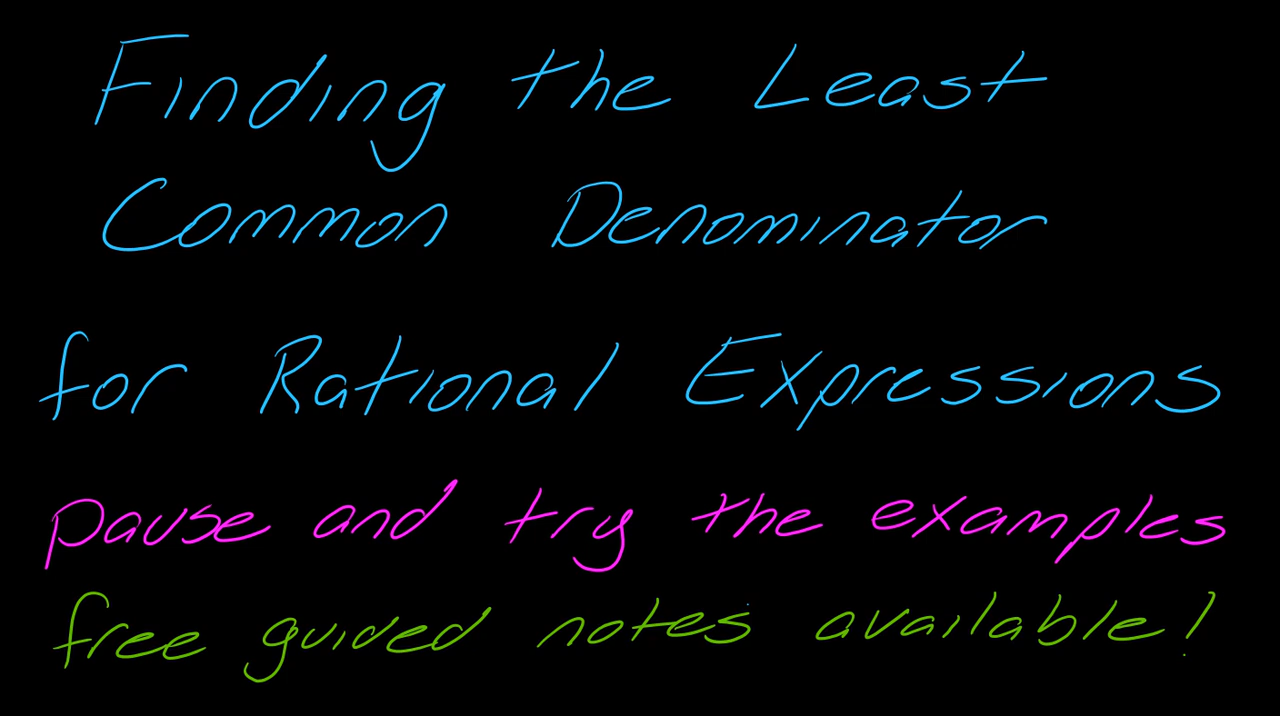 Finding the Least
Common Denominator
for Rational Expressions
pause and try the examples
free guided notes available!